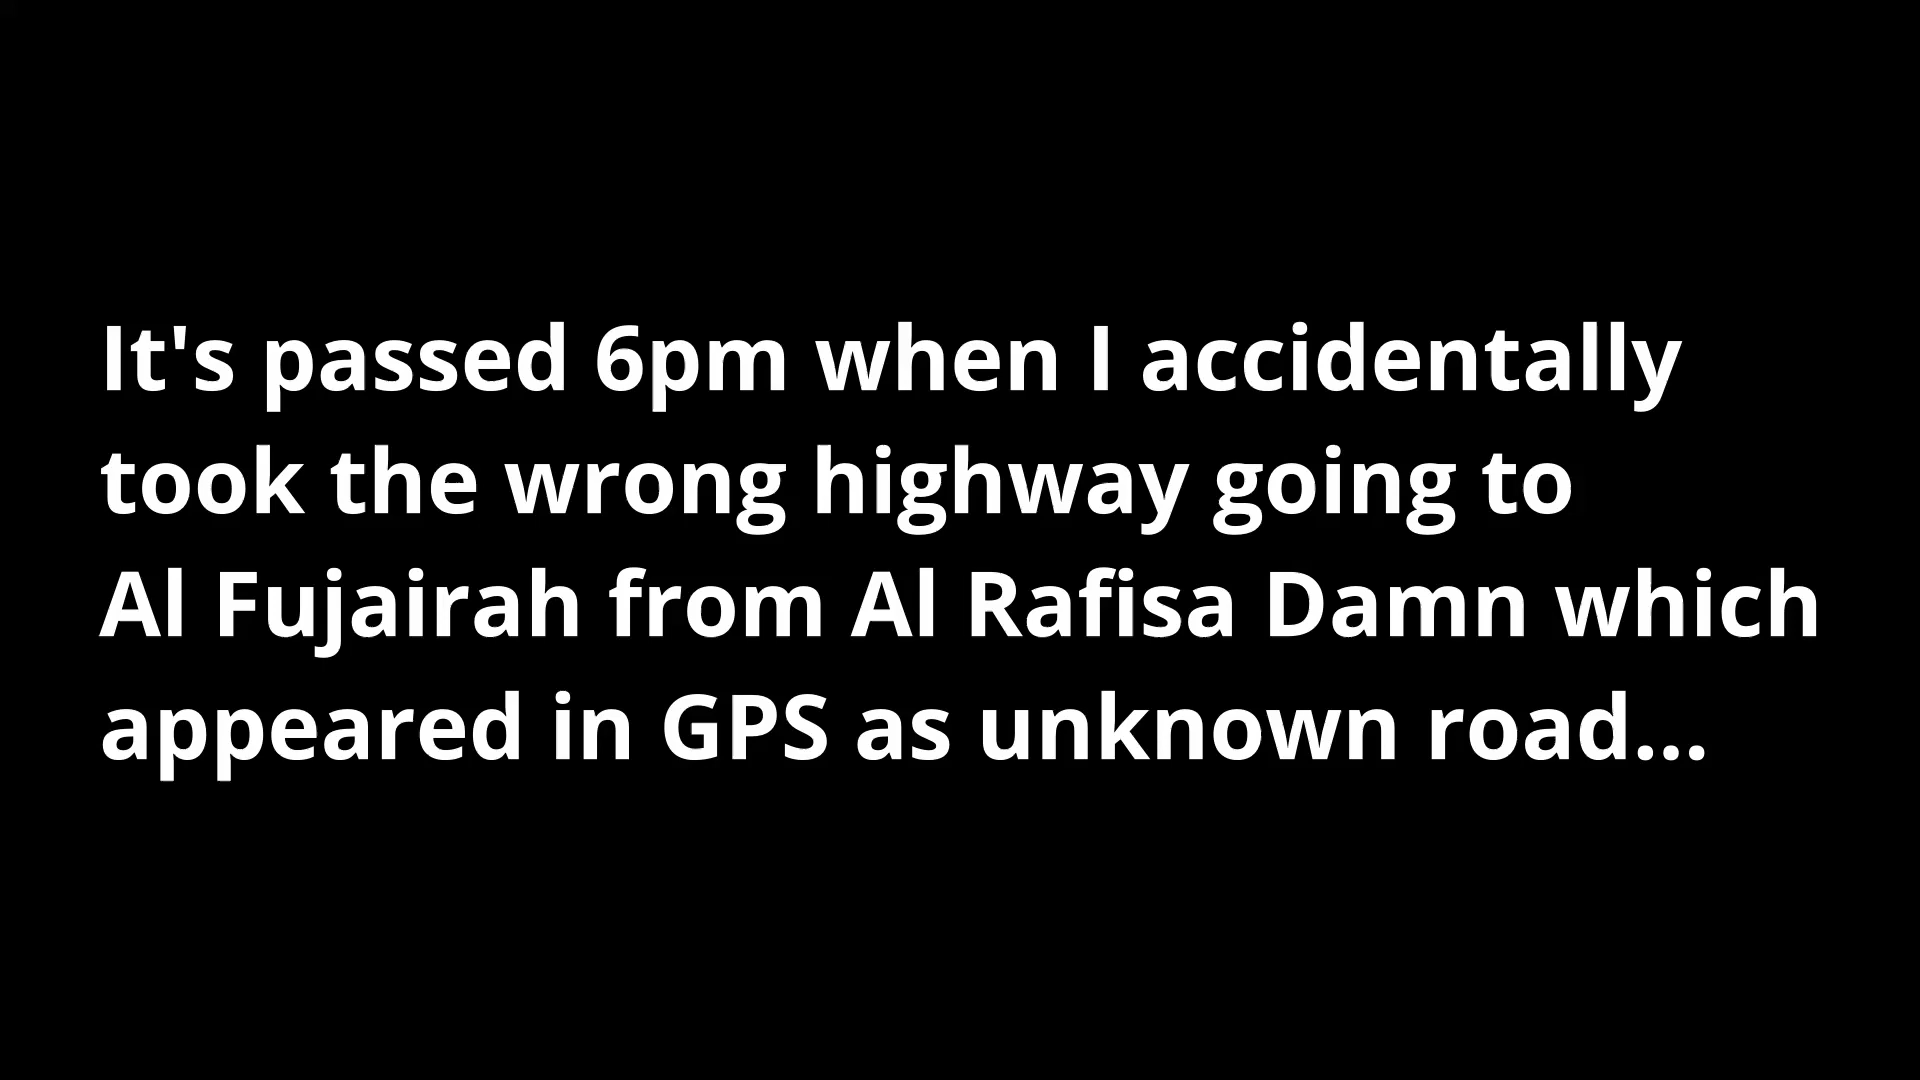 It's passed 6pm when I accidentally
took the wrong highway going to
Al Fujairah from Al Rafisa Damn which
appeared in GPS as unknown road...